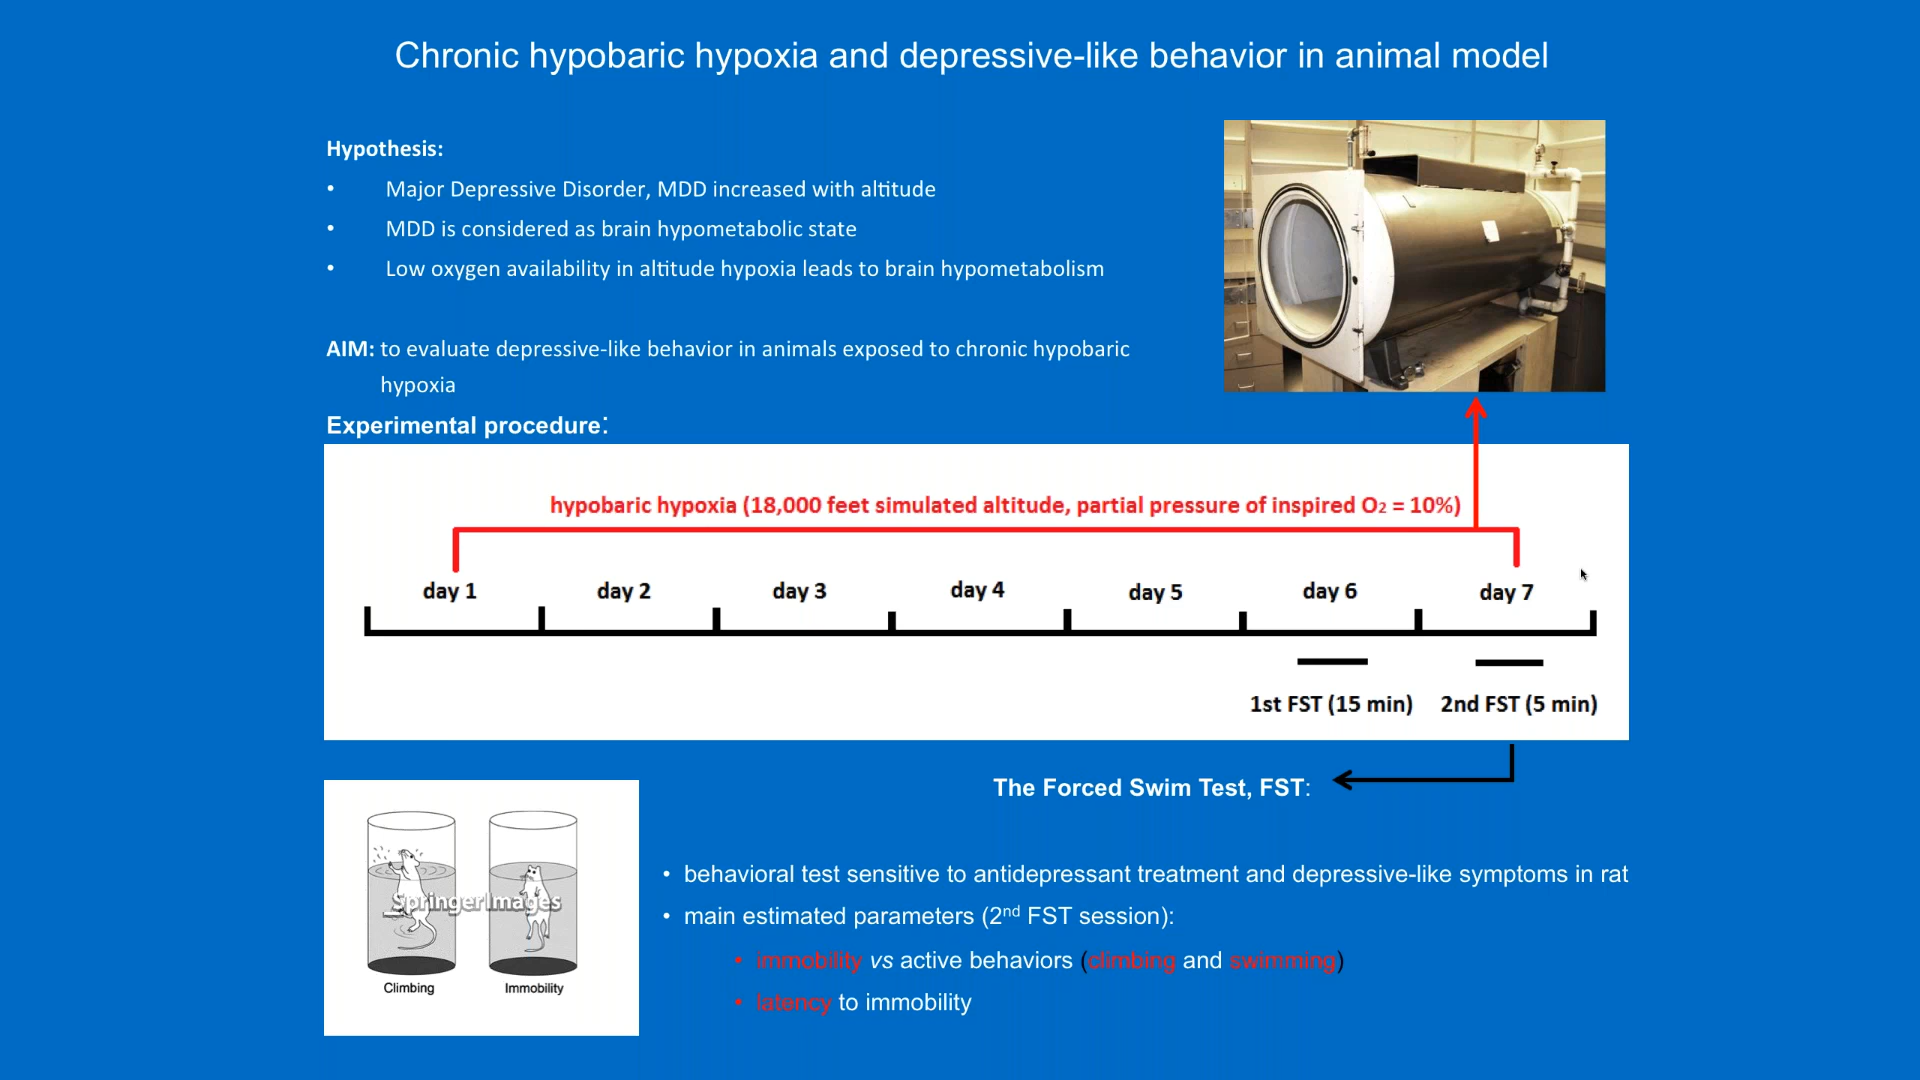 Chronic hypobaric hypoxia and depressive-like behavior in animal model
Hypothesis:
• Major Depressive Disorder, MDD increased with altitude
• MDD is considered as brain hypometabolic state
• Low oxygen availability in altitude hypoxia leads to brain hypometabolism
AIM: to evaluate depressive-like behavior in animals exposed to chronic hypobaric
hypoxia
Experimental procedure:
hypobaric hypoxia (18,000 feet simulated altitude, partial pressure of inspired O₂ = 10%)
day 1 day 2 day 3 day 4 day 5 day 6 day 7
1st FST (15 min) 2nd FST (5 min)
The Forced Swim Test, FST:
SpringerImages
Climbing Immobility
• behavioral test sensitive to antidepressant treatment and depressive-like symptoms in rat
• main estimated parameters (2nd FST session):
• immobility vs active behaviors (climbing and swimming)
• latency to immobility